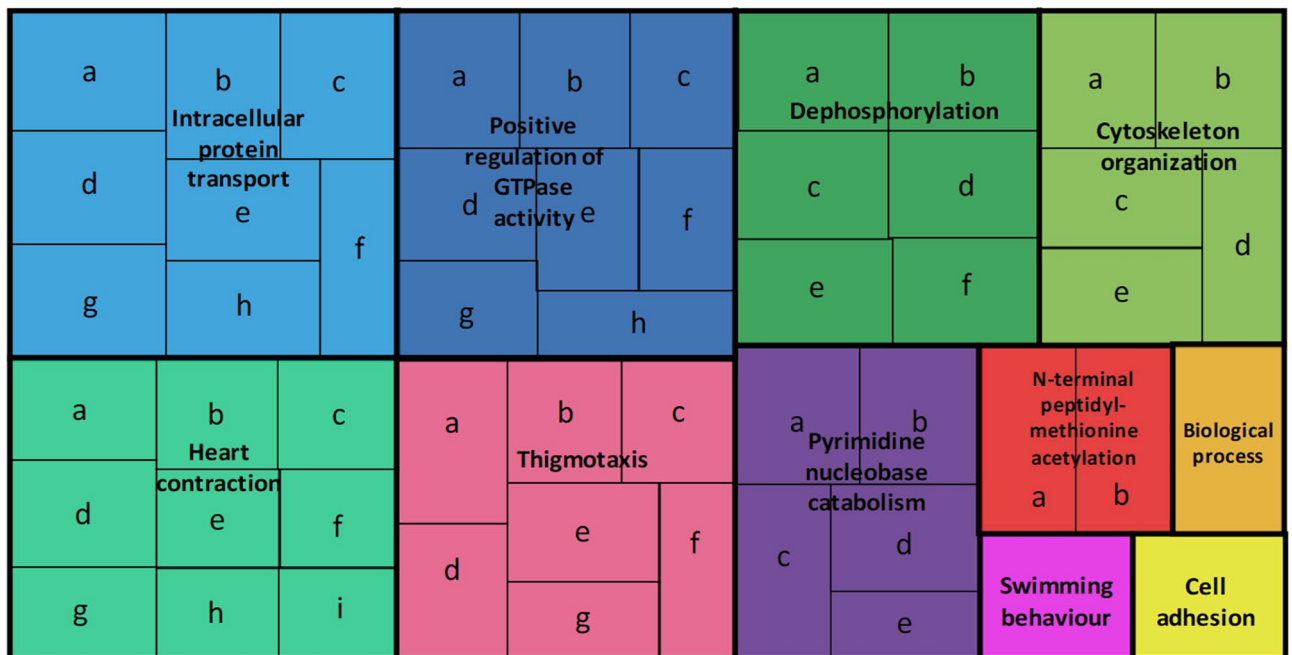 a
b
c
Intracellular
protein
transport
d
e
f
g
h
a
b
c
Positive
regulation of
GTPase
activity
d
e
f
g
h
a
b
Dephosphorylation
c
d
e
f
a
b
Cytoskeleton
organization
c
d
e
a
b
c
Heart
contraction
d
e
f
g
h
i
a
b
c
Thigmotaxis
d
e
f
g
a
b
Pyrimidine
nucleobase
catabolism
c
d
e
N-terminal
peptidyl-
methionine
acetylation
a
b
Biological
process
Swimming
behaviour
Cell
adhesion